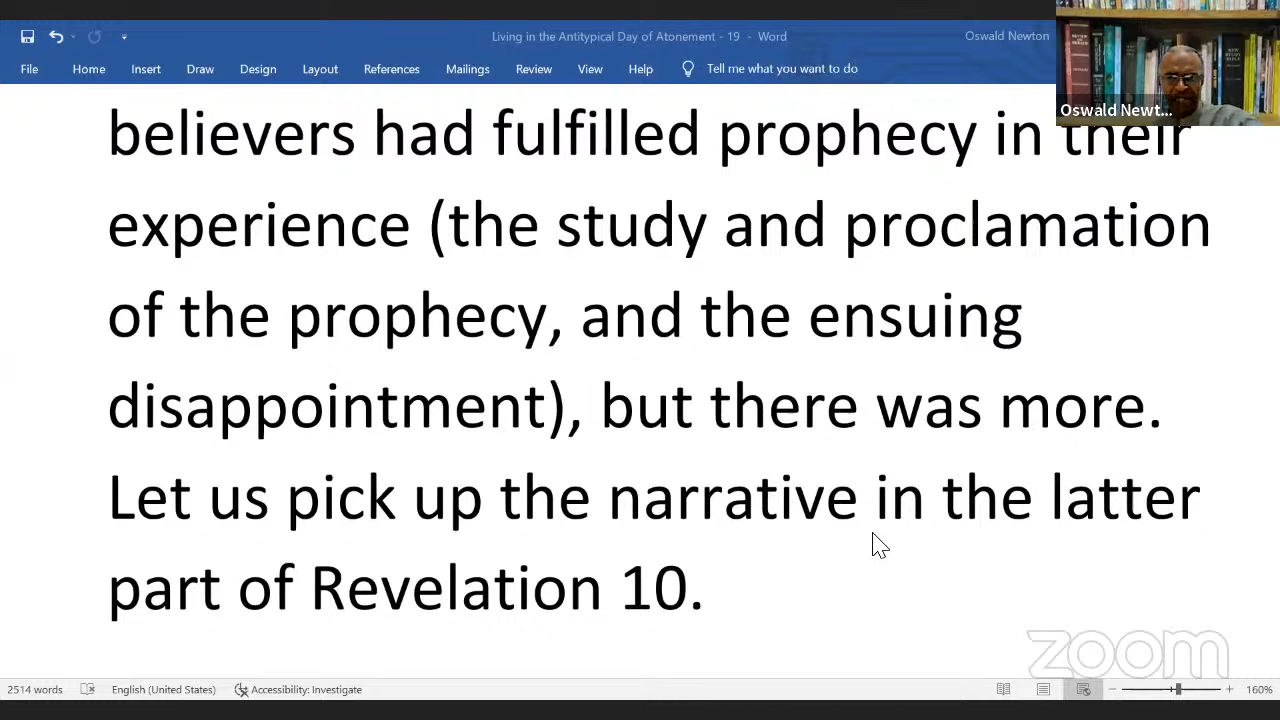 Living in the Antitypical Day of Atonement - 19 - Word
Oswald Newton
File Home Insert Draw Design Layout References Mailings Review View Help Tell me what you want to do
Oswald Newt...
believers had fulfilled prophecy in their
experience (the study and proclamation
of the prophecy, and the ensuing
disappointment), but there was more.
Let us pick up the narrative in the latter
part of Revelation 10.
zoom
2514 words English (United States) Accessibility: Investigate 160%